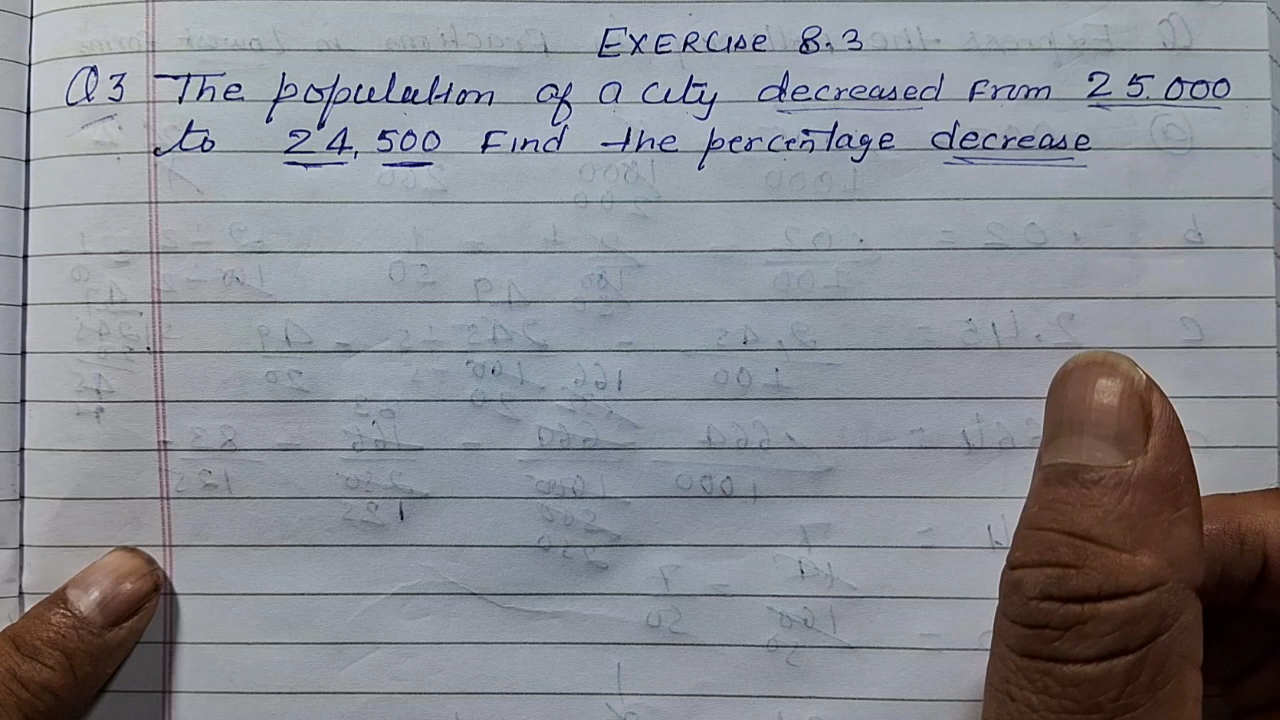 EXERCISE 8.3
Q3 The population of a city decreased From 25.000
to 24,500 Find the percentage decrease